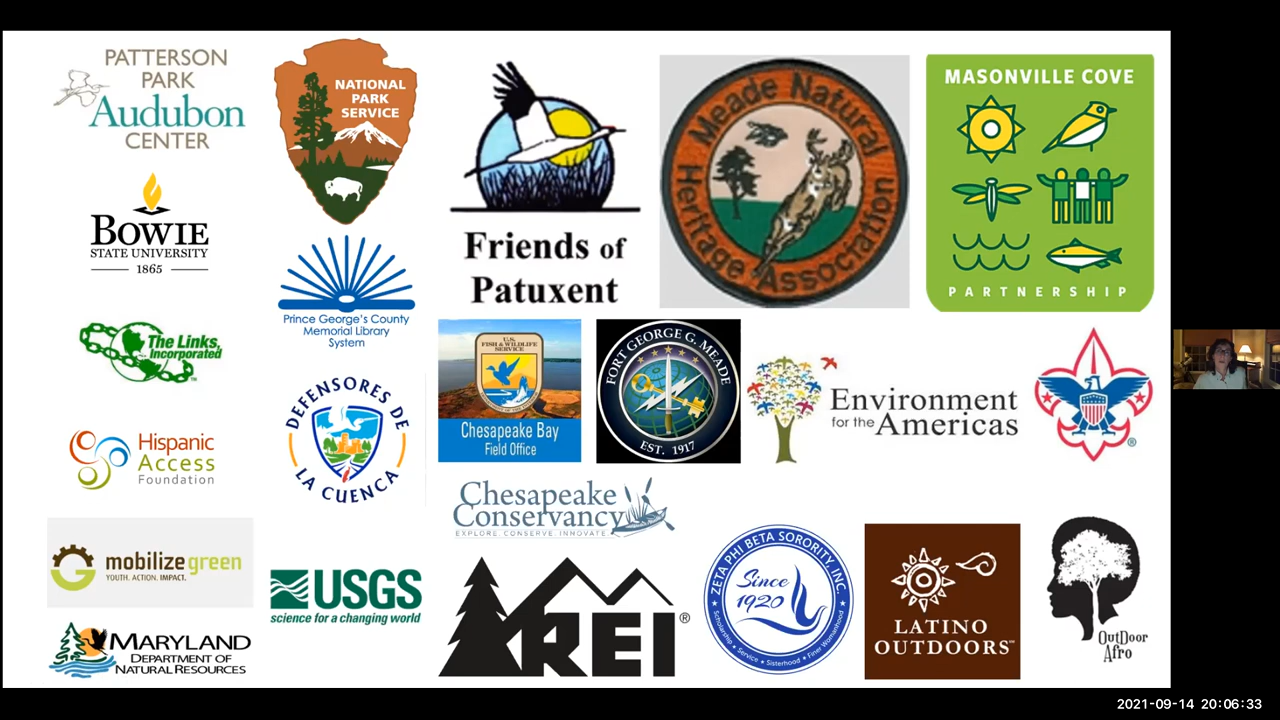 PATTERSON
PARK
Audubon
CENTER
NATIONAL
PARK
SERVICE
Friends of
Patuxent
Meade Natural
Heritage Association
MASONVILLE COVE
PARTNERSHIP
BOWIE
STATE UNIVERSITY
1865
Prince George's County
Memorial Library
System
The Links,
Incorporated
TM
DEFENSORES DE
LA CUENCA
U.S.
FISH & WILDLIFE
SERVICE
Chesapeake Bay
Field Office
FORT GEORGE G. MEADE
EST. 1917
Environment
for the Americas
®
Hispanic
Access
Foundation
Chesapeake
Conservancy
EXPLORE. CONSERVE. INNOVATE.
mobilizegreen
YOUTH. ACTION. IMPACT.
USGS
science for a changing world
REI®
ZETA PHI BETA SORORITY, INC.
Since
1920
Scholarship • Service • Sisterhood • Finer Womanhood
LATINO
OUTDOORS™
OutDoor
Afro
MARYLAND
DEPARTMENT OF
NATURAL RESOURCES
2021-09-14 20:06:33